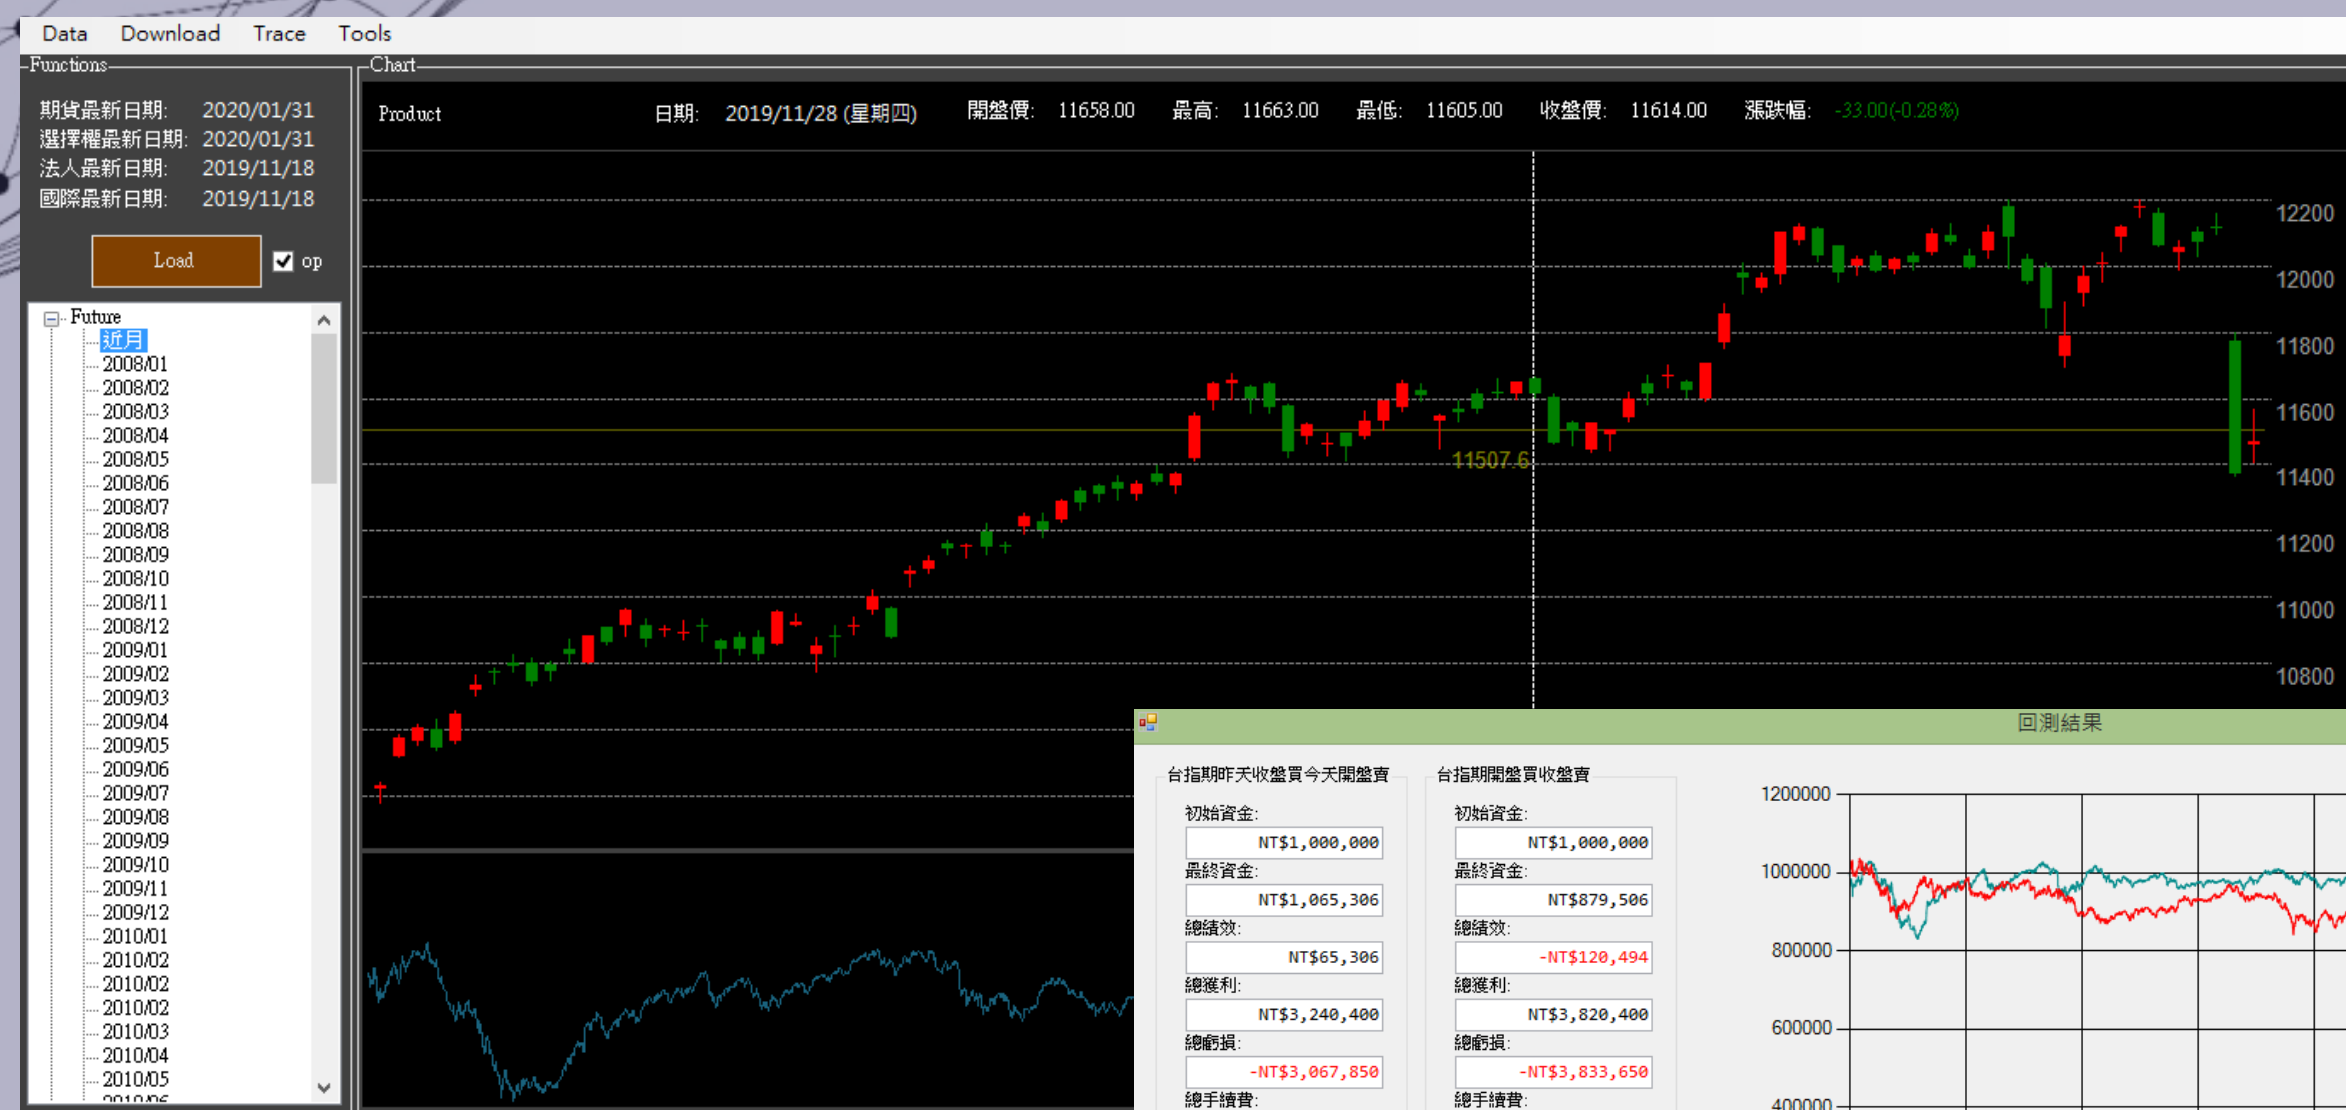 Data Download Trace Tools
Functions
期貨最新日期: 2020/01/31
選擇權最新日期: 2020/01/31
法人最新日期: 2019/11/18
國際最新日期: 2019/11/18
Load op
Future
近月
2008/01
2008/02
2008/03
2008/04
2008/05
2008/06
2008/07
2008/08
2008/09
2008/10
2008/11
2008/12
2009/01
2009/02
2009/03
2009/04
2009/05
2009/06
2009/07
2009/08
2009/09
2009/10
2009/11
2009/12
2010/01
2010/02
2010/02
2010/02
2010/03
2010/04
2010/05
2010/06
Chart
Product 日期: 2019/11/28 (星期四) 開盤價: 11658.00 最高: 11663.00 最低: 11605.00 收盤價: 11614.00 漲跌幅: -33.00(-0.28%)
12200
12000
11800
11600
11507.6
11400
11200
11000
10800
回測結果
台指期昨天收盤買今天開盤賣
初始資金:
NT$1,000,000
最終資金:
NT$1,065,306
總績效:
NT$65,306
總獲利:
NT$3,240,400
總虧損:
-NT$3,067,850
總手續費:
台指期開盤買收盤賣
初始資金:
NT$1,000,000
最終資金:
NT$879,506
總績效:
-NT$120,494
總獲利:
NT$3,820,400
總虧損:
-NT$3,833,650
總手續費:
1200000
1000000
800000
600000
400000